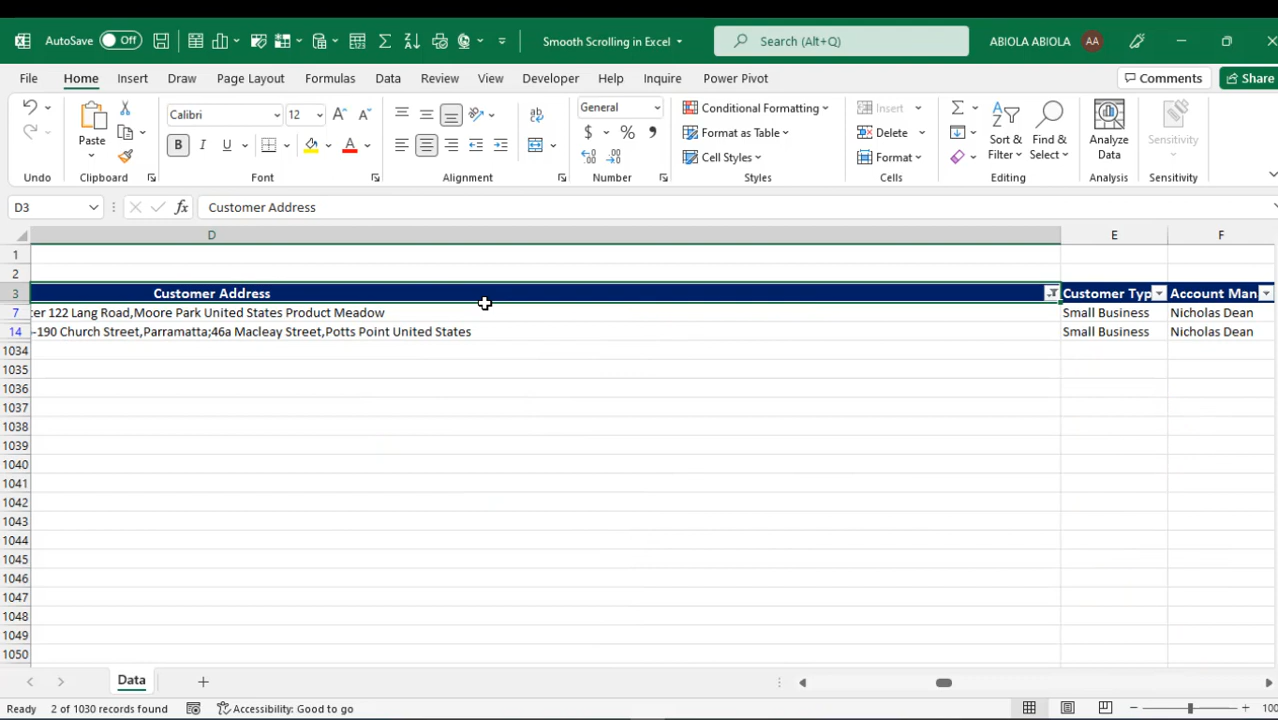 AutoSave Off Smooth Scrolling in Excel Search (Alt+Q) ABIOLA ABIOLA AA
File Home Insert Draw Page Layout Formulas Data Review View Developer Help Inquire Power Pivot Comments Share
Calibri 12 General Conditional Formatting Insert
Paste B I U $ % Format as Table Delete Sort & Filter Find & Select Analyze Data Sensitivity
Cell Styles Format
Undo Clipboard Font Alignment Number Styles Cells Editing Analysis Sensitivity
D3 fx Customer Address
D E F
1
2
3 Customer Address Customer Typ Account Man
7 ter 122 Lang Road,Moore Park United States Product Meadow Small Business Nicholas Dean
14 -190 Church Street,Parramatta;46a Macleay Street,Potts Point United States Small Business Nicholas Dean
1034
1035
1036
1037
1038
1039
1040
1041
1042
1043
1044
1045
1046
1047
1048
1049
1050
Data
Ready 2 of 1030 records found Accessibility: Good to go 100